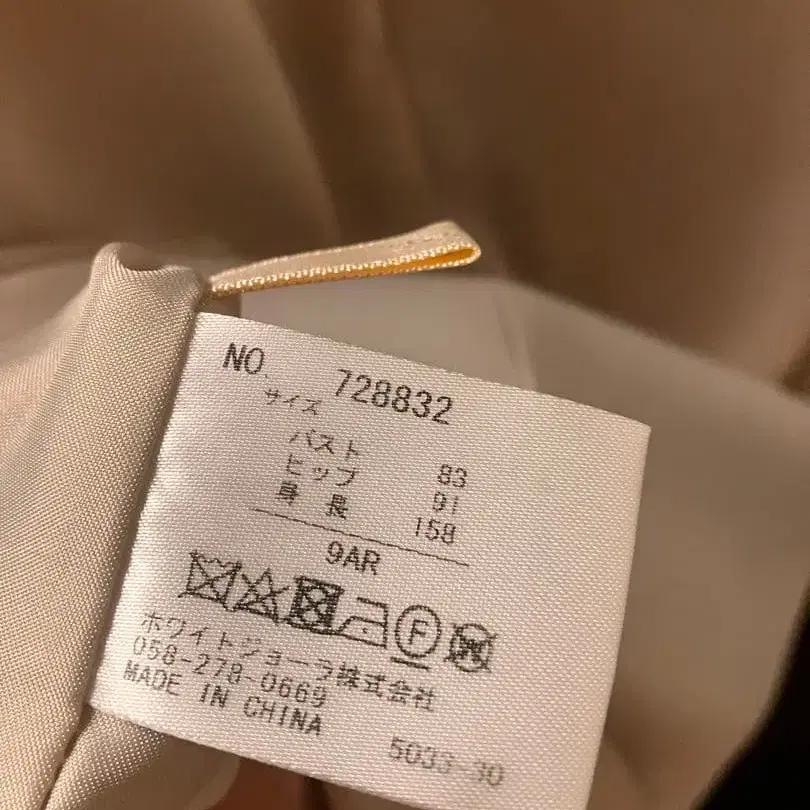 NO. 728832
サイズ
バスト 83
ヒップ 91
身長 158
9AR
F
ホワイトジョーラ株式会社
058-278-0669
MADE IN CHINA
5033-30